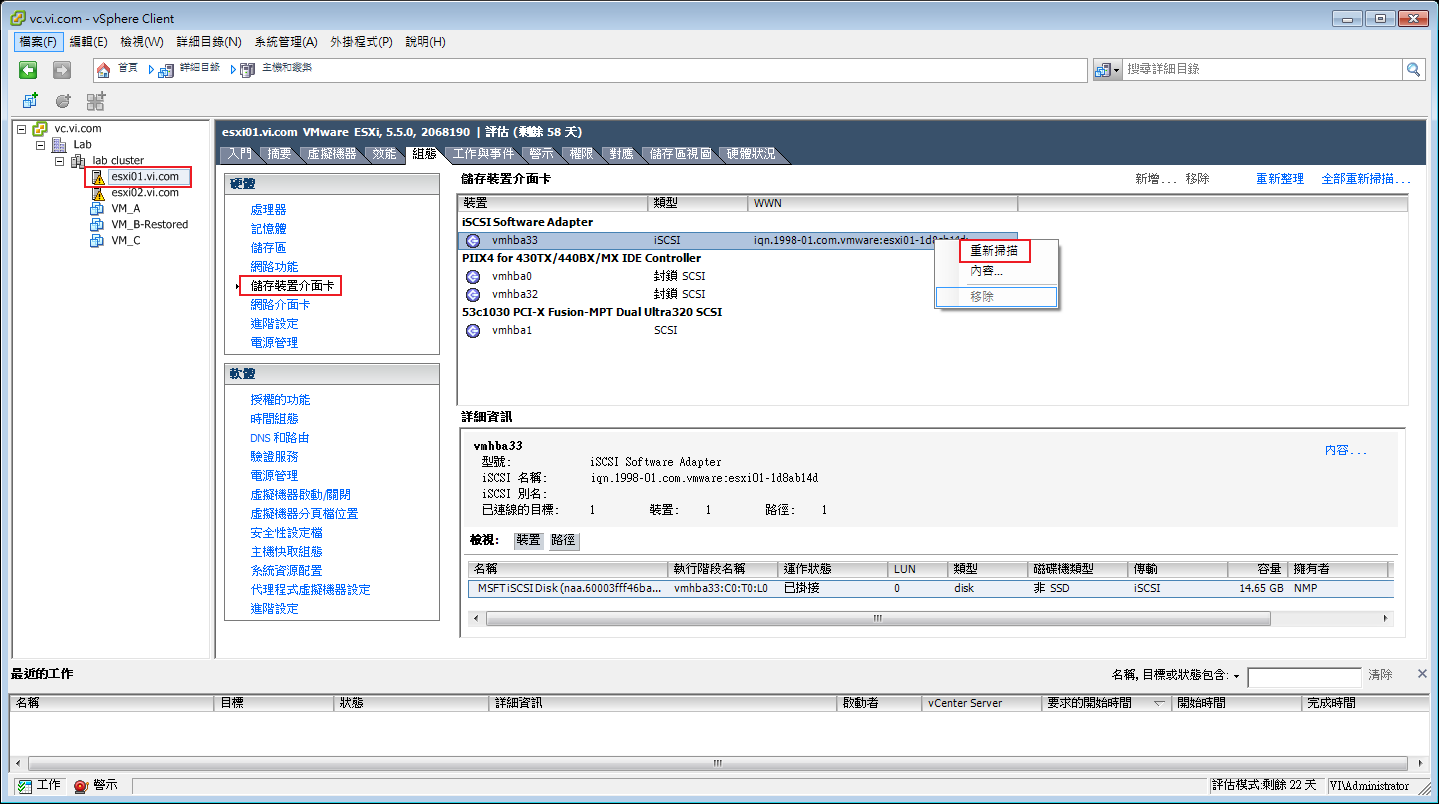 vc.vi.com - vSphere Client
檔案(F) 編輯(E) 檢視(W) 詳細目錄(N) 系統管理(A) 外掛程式(P) 說明(H)
首頁 詳細目錄 主機和叢集 搜尋詳細目錄
vc.vi.com
Lab
lab cluster
esxi01.vi.com
esxi02.vi.com
VM_A
VM_B-Restored
VM_C
esxi01.vi.com VMware ESXi, 5.5.0, 2068190 | 評估 (剩餘 58 天)
入門 摘要 虛擬機器 效能 組態 工作與事件 警示 權限 對應 儲存區視圖 硬體狀況
硬體
處理器
記憶體
儲存區
網路功能
儲存裝置介面卡
網路介面卡
進階設定
電源管理
軟體
授權的功能
時間組態
DNS 和路由
驗證服務
電源管理
虛擬機器啟動/關閉
虛擬機器分頁檔位置
安全性設定檔
主機快取組態
系統資源配置
代理程式虛擬機器設定
進階設定
儲存裝置介面卡 新增... 移除 重新整理 全部重新掃描...
裝置 類型 WWN
iSCSI Software Adapter
vmhba33 iSCSI iqn.1998-01.com.vmware:esxi01-1d8ab14d
PIIX4 for 430TX/440BX/MX IDE Controller
vmhba0 封鎖 SCSI
vmhba32 封鎖 SCSI
53c1030 PCI-X Fusion-MPT Dual Ultra320 SCSI
vmhba1 SCSI
重新掃描
內容...
移除
詳細資訊
vmhba33 內容...
型號: iSCSI Software Adapter
iSCSI 名稱: iqn.1998-01.com.vmware:esxi01-1d8ab14d
iSCSI 別名:
已連線的目標: 1 裝置: 1 路徑: 1
檢視: 裝置 路徑
名稱 執行階段名稱 運作狀態 LUN 類型 磁碟機類型 傳輸 容量 擁有者
MSFT iSCSI Disk (naa.60003fff46ba... vmhba33:C0:T0:L0 已掛接 0 disk 非 SSD iSCSI 14.65 GB NMP
最近的工作 名稱, 目標或狀態包含: 清除
名稱 目標 狀態 詳細資訊 啟動者 vCenter Server 要求的開始時間 開始時間 完成時間
工作 警示 評估模式:剩餘 22 天 VI\Administrator